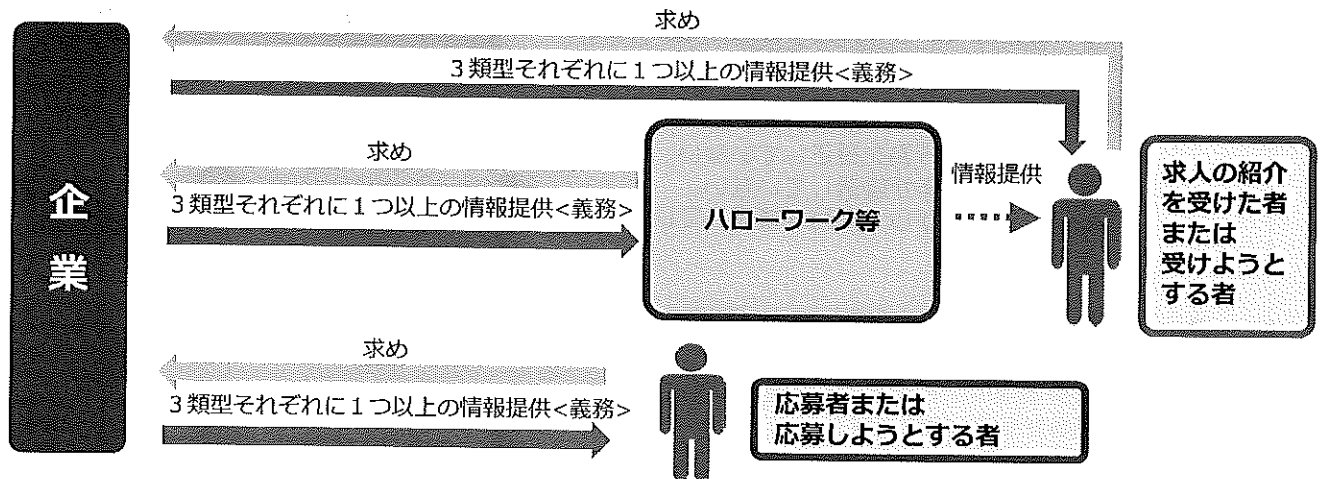 求め
3類型それぞれに1つ以上の情報提供<義務>
企業
求め
3類型それぞれに1つ以上の情報提供<義務>
ハローワーク等
情報提供
求人の紹介
を受けた者
または
受けようと
する者
求め
3類型それぞれに1つ以上の情報提供<義務>
応募者または
応募しようとする者